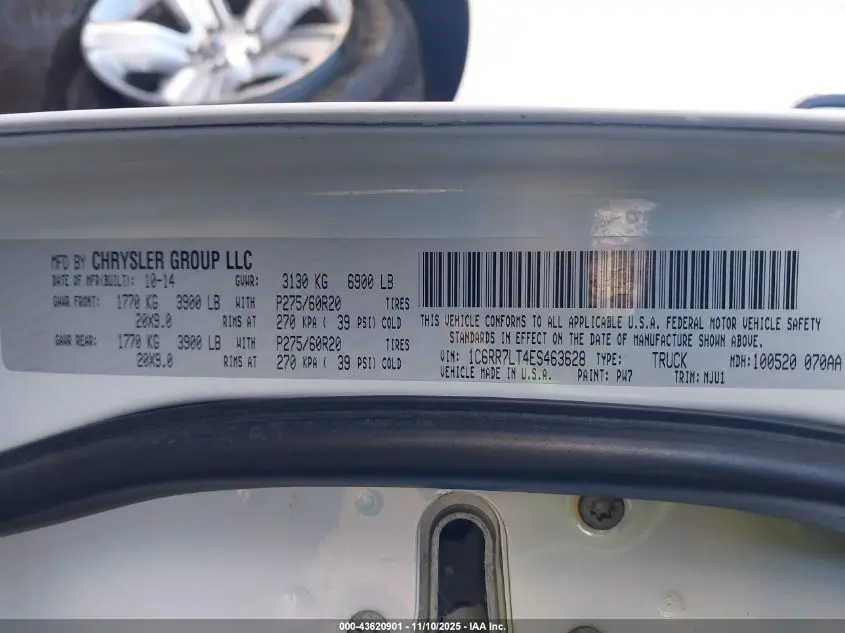 MFD BY CHRYSLER GROUP LLC
DATE OF MFR(BUILT): 10-14 GVWR: 3130 KG 6900 LB
GAWR FRONT: 1770 KG 3900 LB WITH P275/60R20 TIRES
20X9.0 RIMS AT 270 KPA ( 39 PSI) COLD
GAWR REAR: 1770 KG 3900 LB WITH P275/60R20 TIRES
20X9.0 RIMS AT 270 KPA ( 39 PSI) COLD
THIS VEHICLE CONFORMS TO ALL APPLICABLE U.S.A. FEDERAL MOTOR VEHICLE SAFETY
STANDARDS IN EFFECT ON THE DATE OF MANUFACTURE SHOWN ABOVE.
VIN: 1C6RR7LT4ES463628 TYPE: TRUCK MDH:100520 070AA
VEHICLE MADE IN U.S.A. PAINT: PW7 TRIM: MJU1
000-43620901 - 11/10/2025 - IAA Inc.